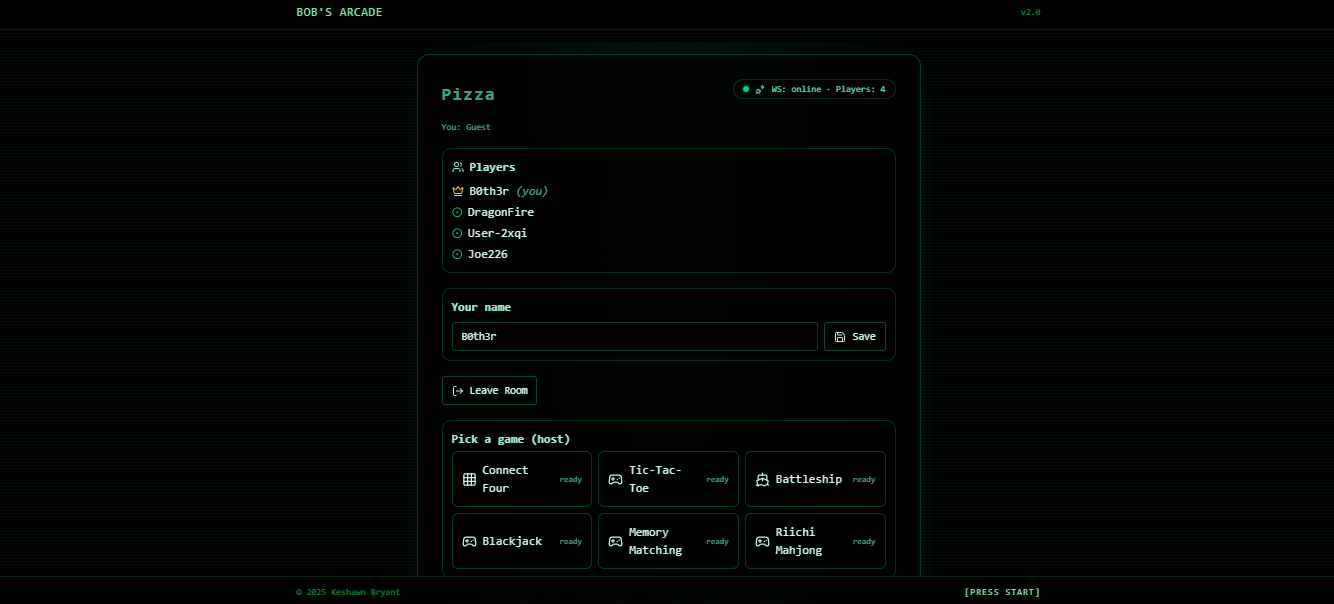 BOB'S ARCADE
v2.0
Pizza
WS: online · Players: 4
You: Guest
Players
B0th3r (you)
DragonFire
User-2xqi
Joe226
Your name
B0th3r
Save
Leave Room
Pick a game (host)
Connect
Four
ready
Tic-Tac-
Toe
ready
Battleship
ready
Blackjack
ready
Memory
Matching
ready
Riichi
Mahjong
ready
© 2025 Keshawn Bryant
[PRESS START]